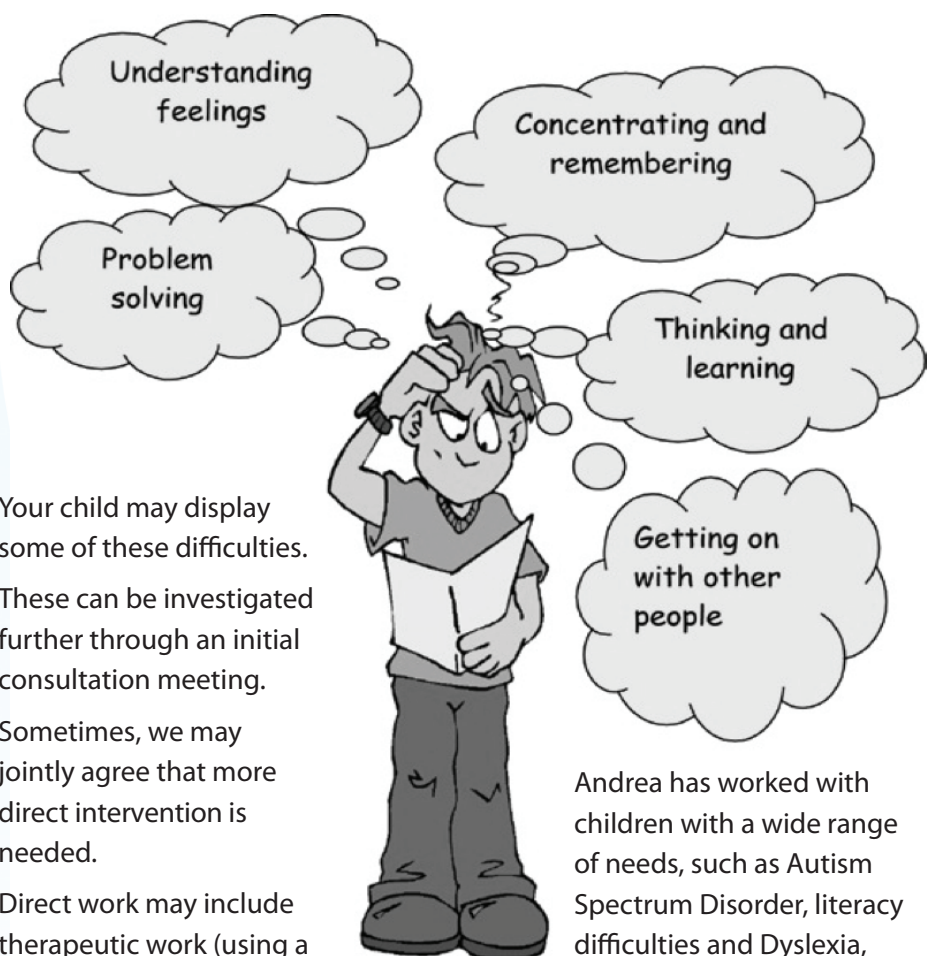 Understanding
feelings
Concentrating and
remembering
Problem
solving
Thinking and
learning
Getting on
with other
people
Your child may display
some of these difficulties.
These can be investigated
further through an initial
consultation meeting.
Sometimes, we may
jointly agree that more
direct intervention is
needed.
Direct work may include
therapeutic work (using a
Andrea has worked with
children with a wide range
of needs, such as Autism
Spectrum Disorder, literacy
difficulties and Dyslexia,